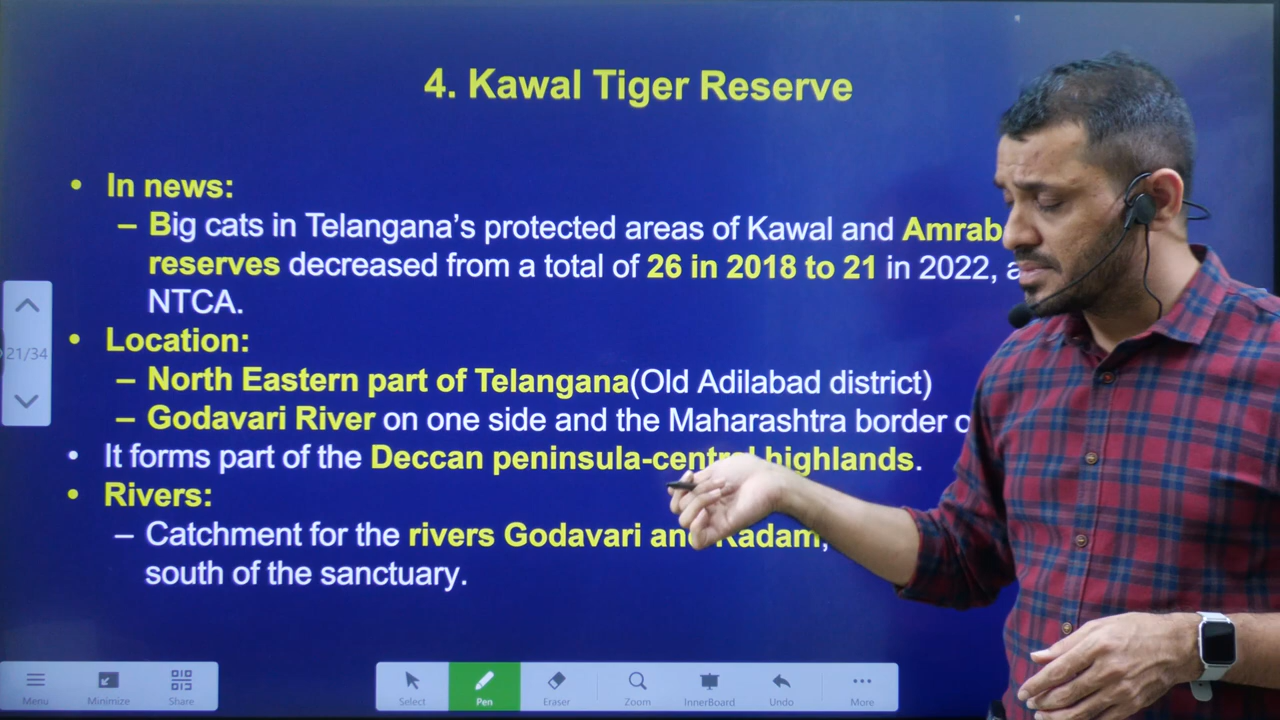 4. Kawal Tiger Reserve
• In news:
– Big cats in Telangana's protected areas of Kawal and Amrab
reserves decreased from a total of 26 in 2018 to 21 in 2022, a
NTCA.
• Location:
– North Eastern part of Telangana(Old Adilabad district)
21/34
– Godavari River on one side and the Maharashtra border o
• It forms part of the Deccan peninsula-central highlands.
• Rivers:
– Catchment for the rivers Godavari and Kadam,
south of the sanctuary.
Menu Minimize Share Select Pen Eraser Zoom InnerBoard Undo More